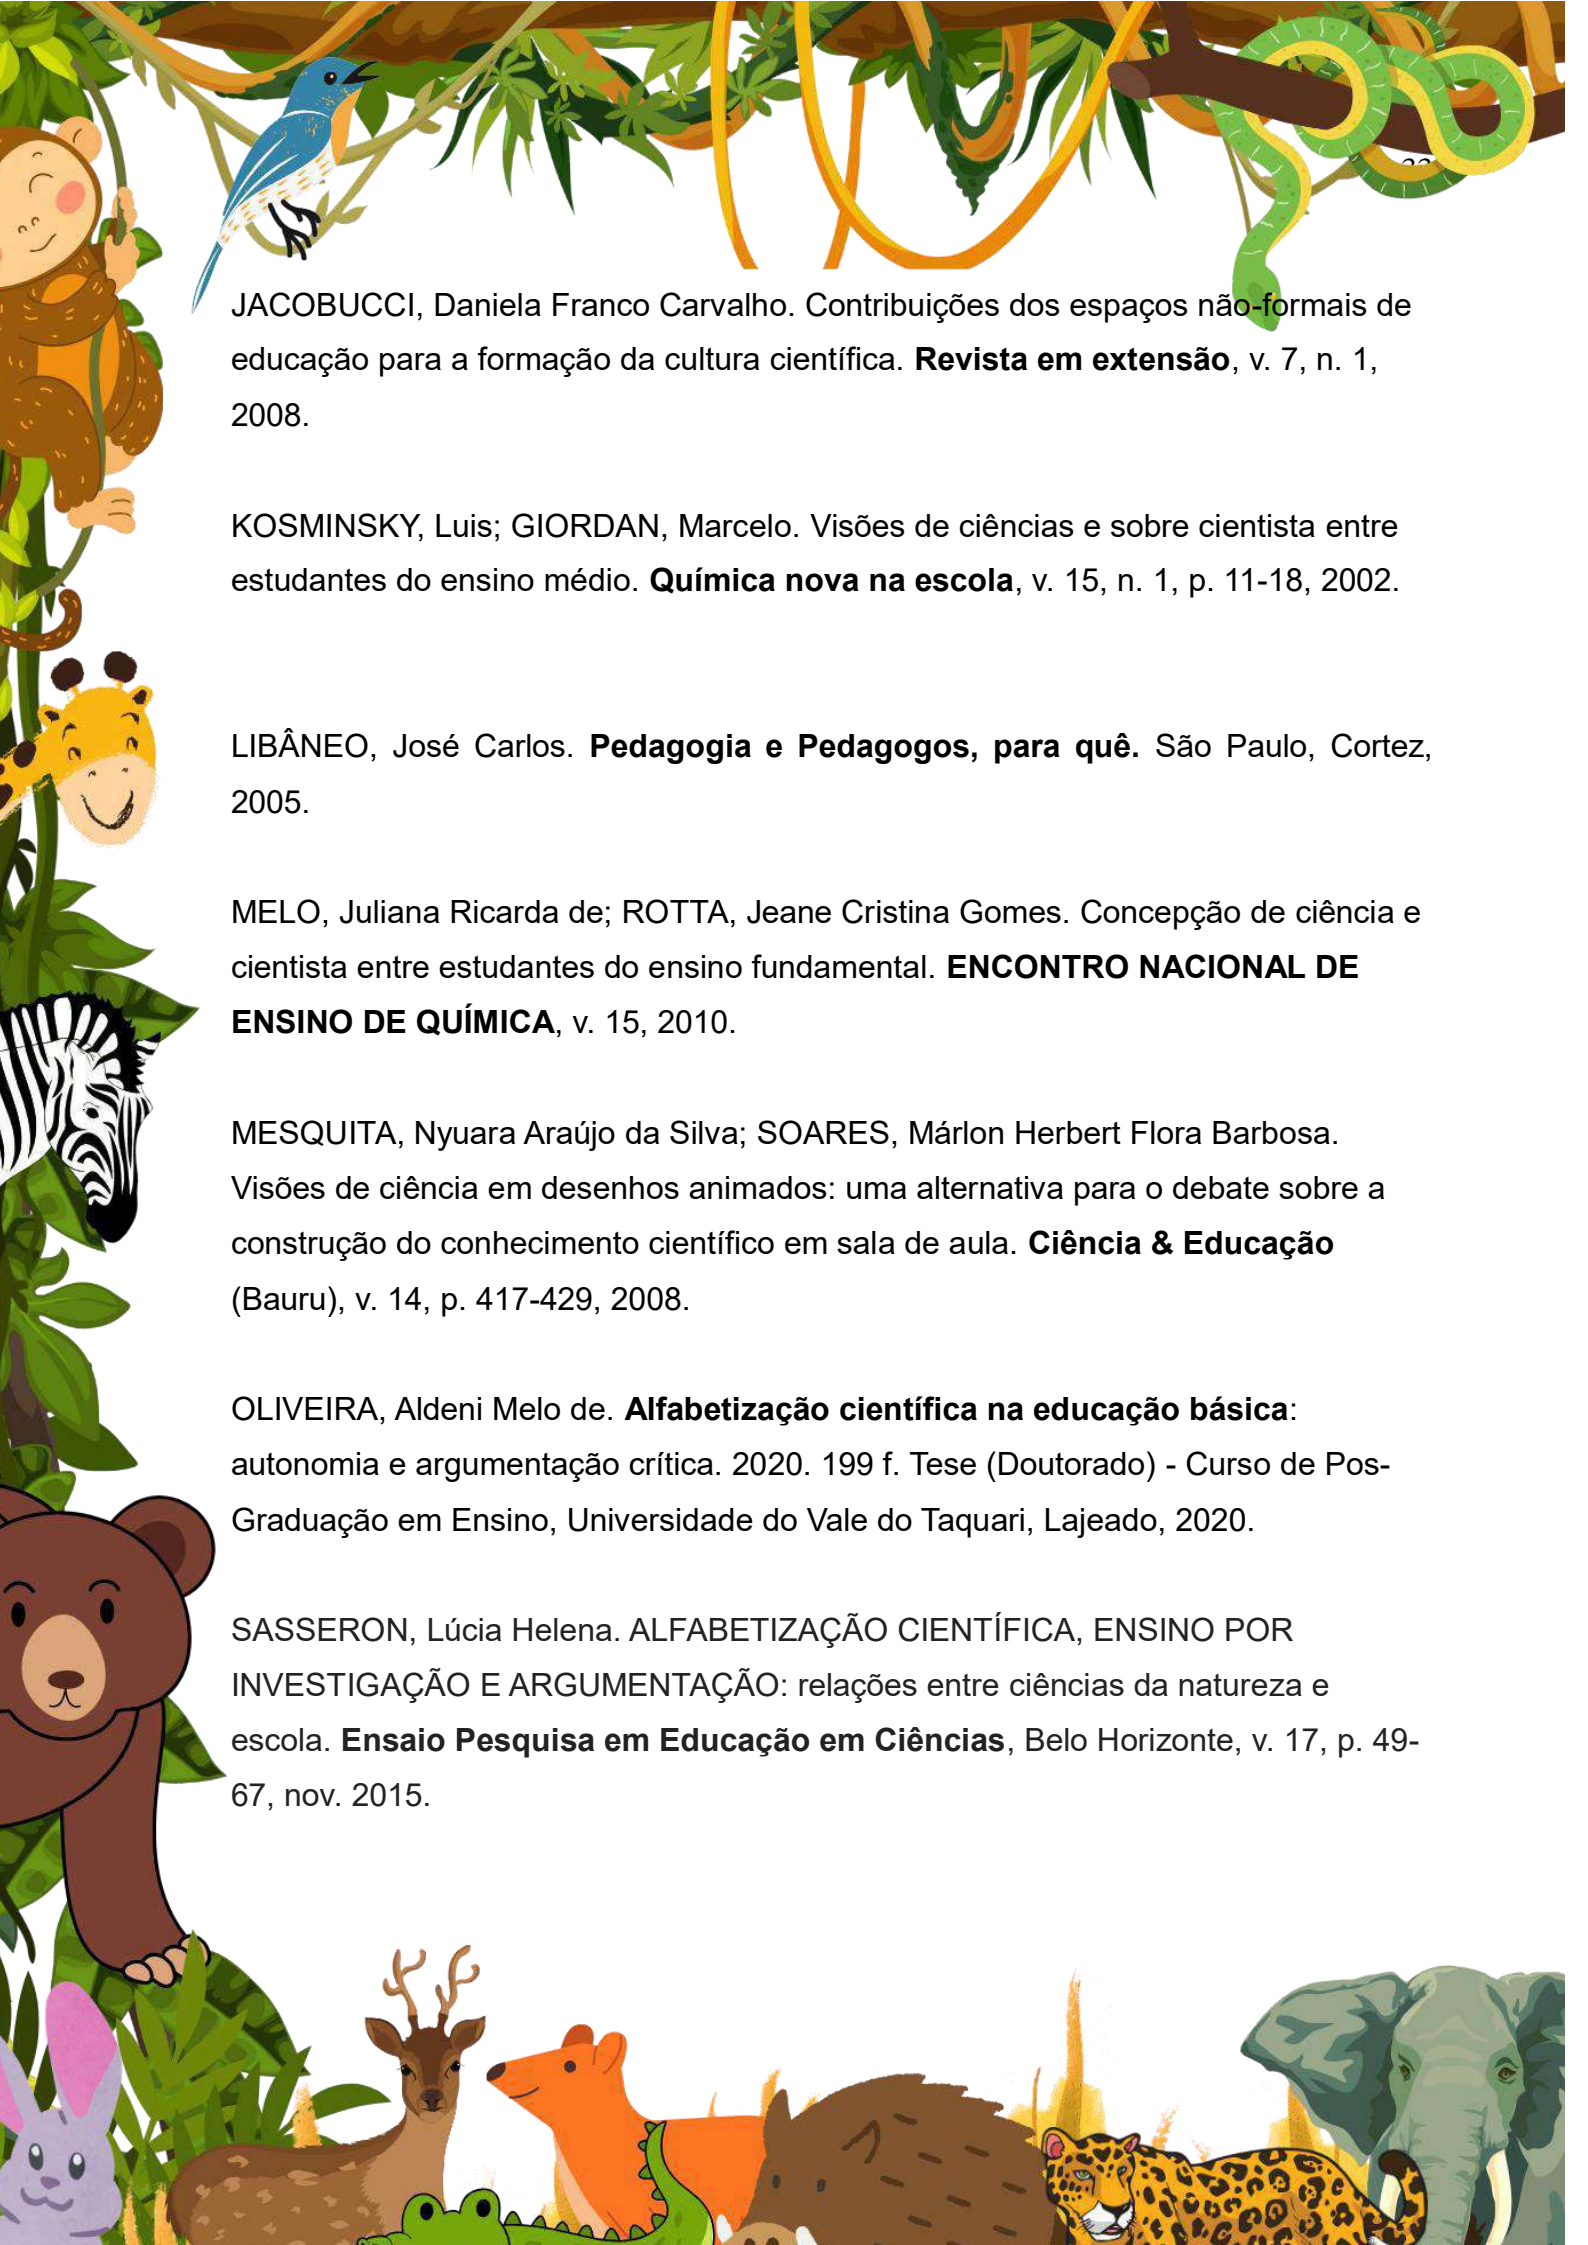 JACOBUCCI, Daniela Franco Carvalho. Contribuições dos espaços não-formais de
educação para a formação da cultura científica. Revista em extensão, v. 7, n. 1,
2008.
KOSMINSKY, Luis; GIORDAN, Marcelo. Visões de ciências e sobre cientista entre
estudantes do ensino médio. Química nova na escola, v. 15, n. 1, p. 11-18, 2002.
LIBÂNEO, José Carlos. Pedagogia e Pedagogos, para quê. São Paulo, Cortez,
2005.
MELO, Juliana Ricarda de; ROTTA, Jeane Cristina Gomes. Concepção de ciência e
cientista entre estudantes do ensino fundamental. ENCONTRO NACIONAL DE
ENSINO DE QUÍMICA, v. 15, 2010.
MESQUITA, Nyuara Araújo da Silva; SOARES, Márlon Herbert Flora Barbosa.
Visões de ciência em desenhos animados: uma alternativa para o debate sobre a
construção do conhecimento científico em sala de aula. Ciência & Educação
(Bauru), v. 14, p. 417-429, 2008.
OLIVEIRA, Aldeni Melo de. Alfabetização científica na educação básica:
autonomia e argumentação crítica. 2020. 199 f. Tese (Doutorado) - Curso de Pos-
Graduação em Ensino, Universidade do Vale do Taquari, Lajeado, 2020.
SASSERON, Lúcia Helena. ALFABETIZAÇÃO CIENTÍFICA, ENSINO POR
INVESTIGAÇÃO E ARGUMENTAÇÃO: relações entre ciências da natureza e
escola. Ensaio Pesquisa em Educação em Ciências, Belo Horizonte, v. 17, p. 49-
67, nov. 2015.